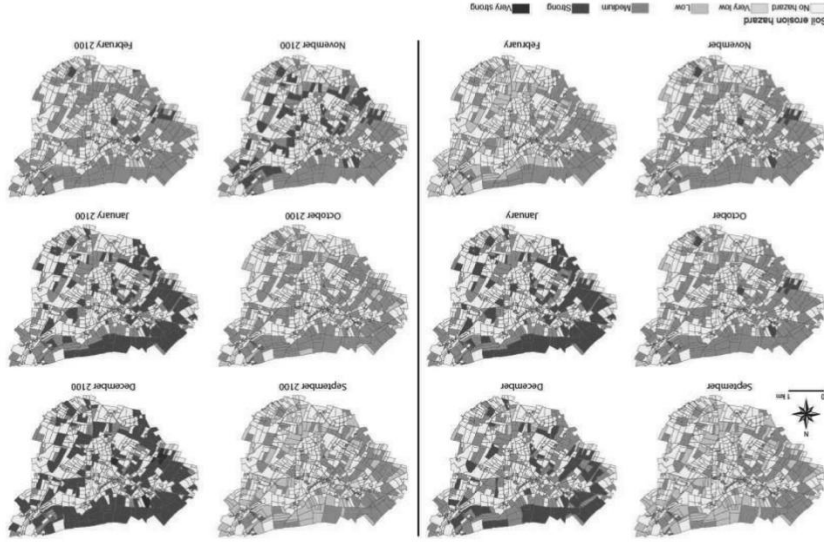 N
0 1 km
September December September 2100 December 2100
October January October 2100 January 2100
November February November 2100 February 2100
Soil erosion hazard
No hazard Very low Low Medium Strong Very strong